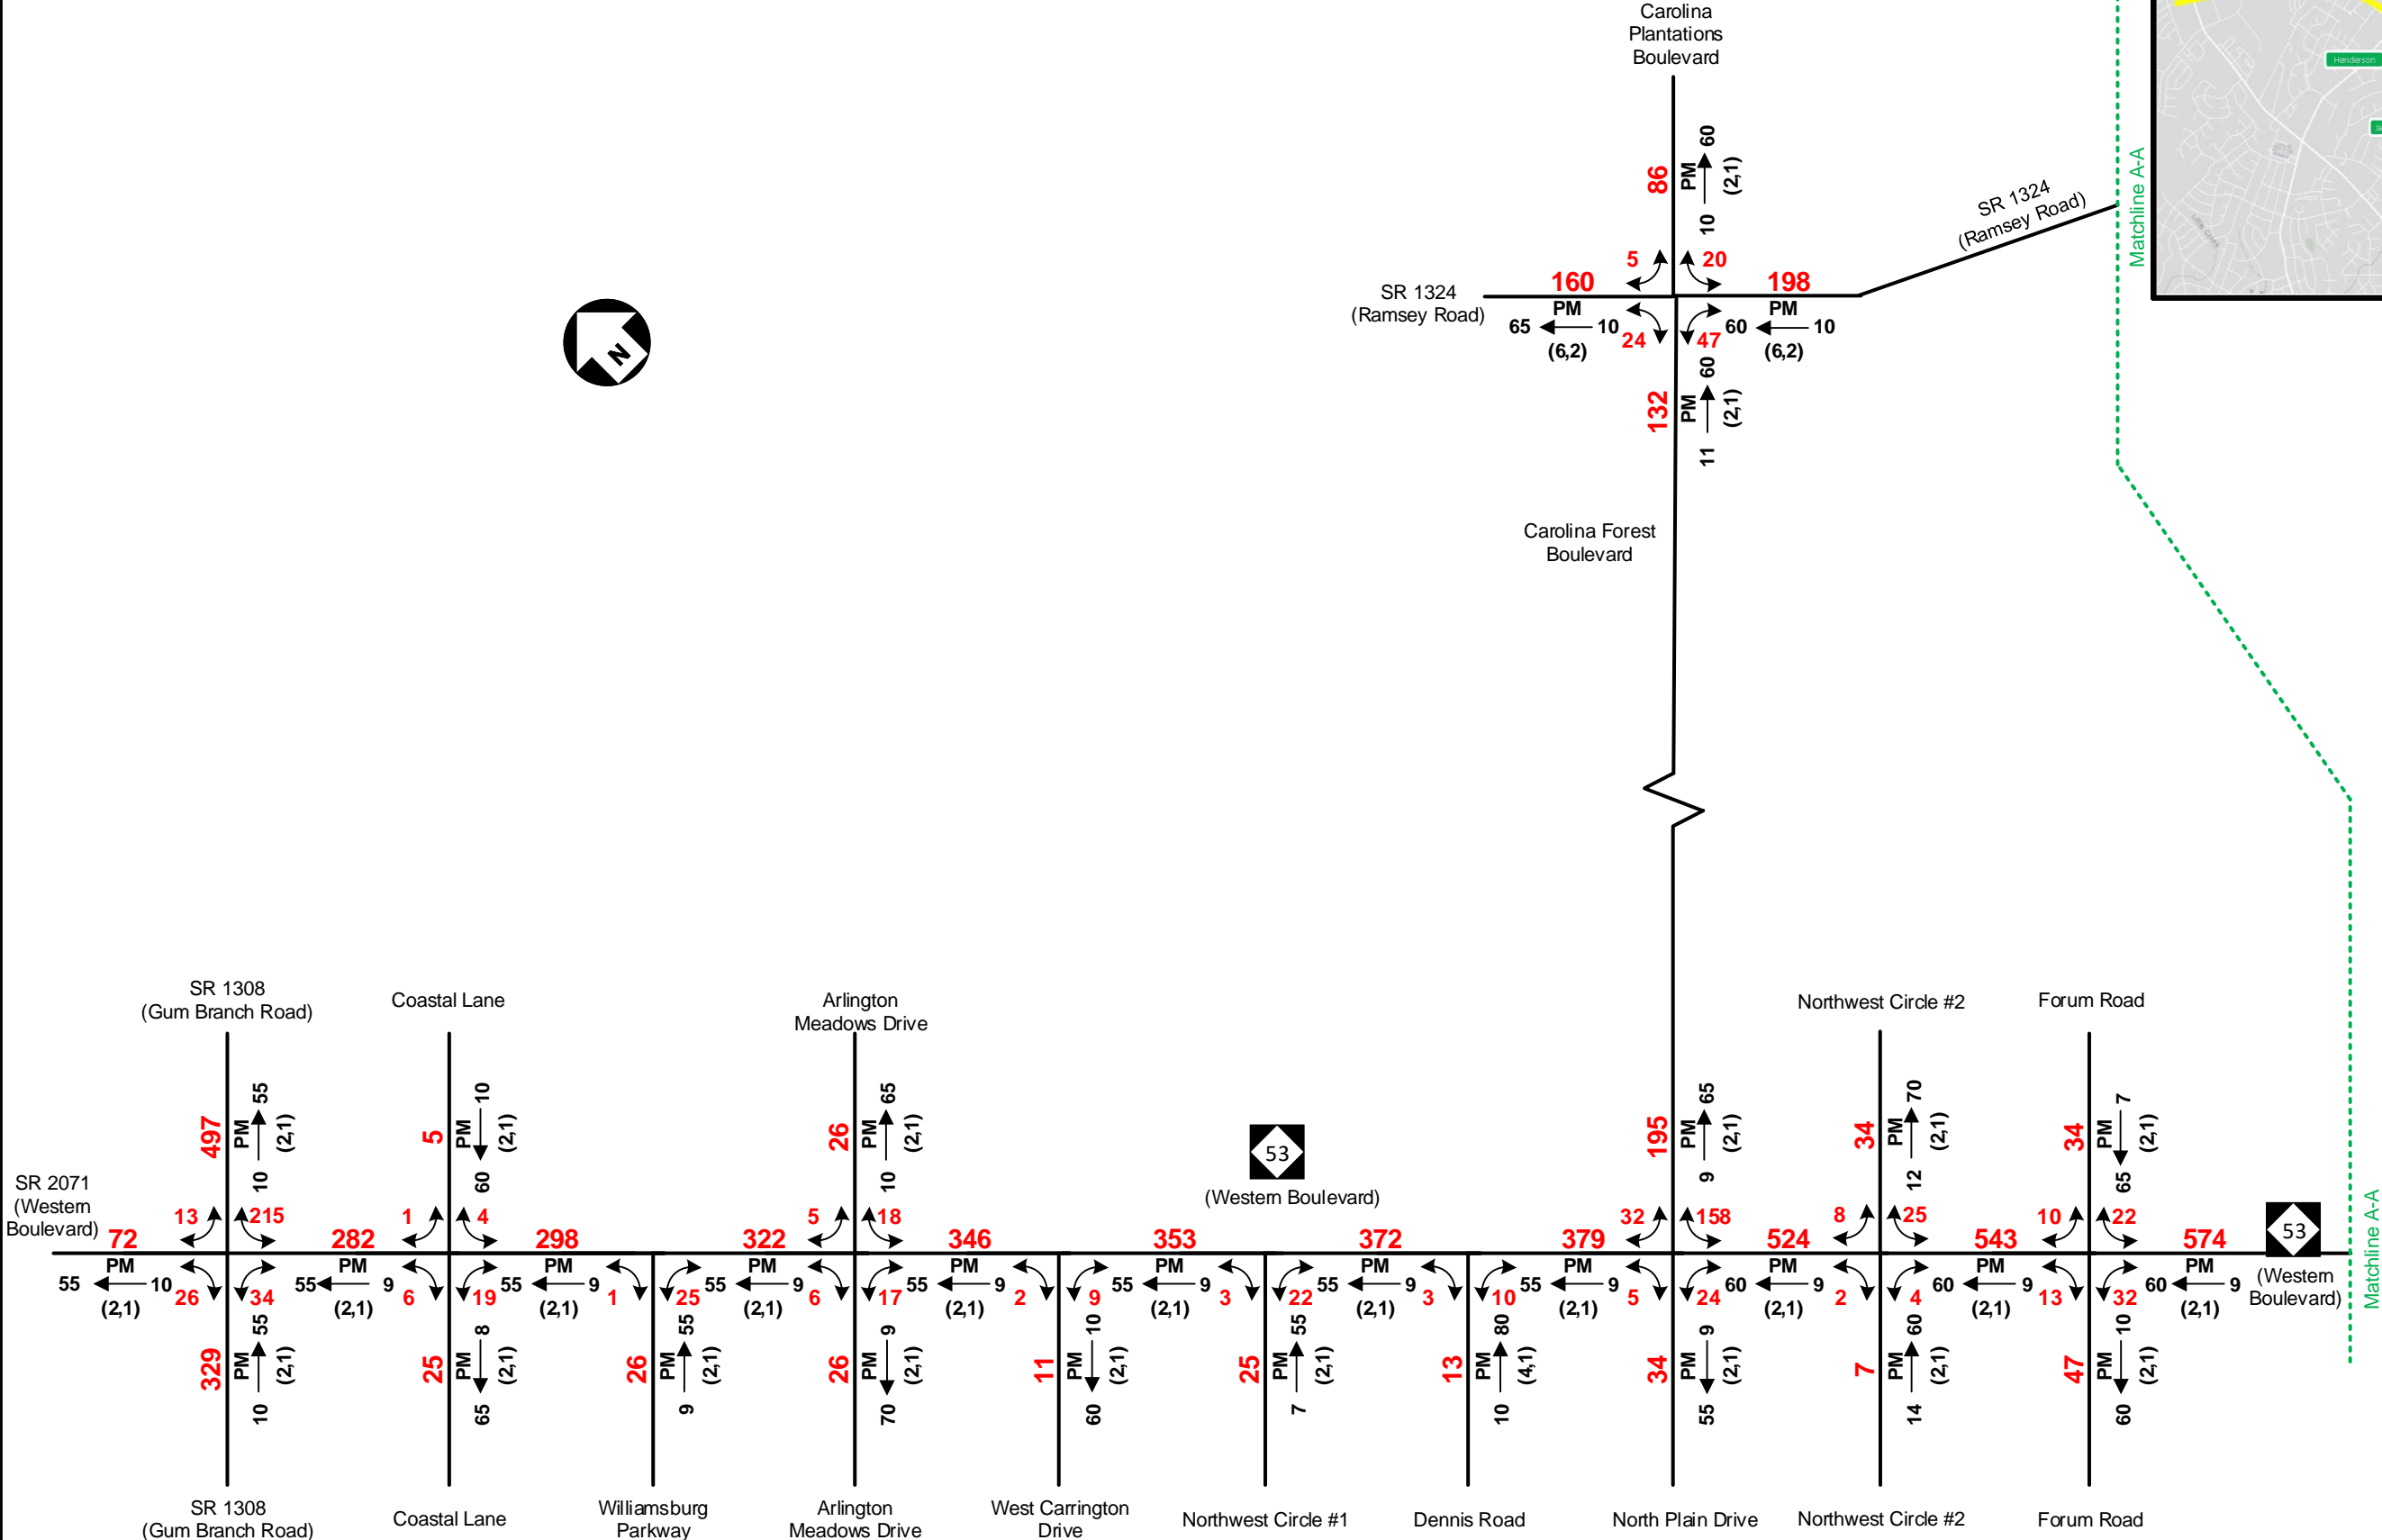 Carolina
Plantations
Boulevard
Henderson
Matchline A-A
86
PM
10
60
(2,1)
SR 1324
(Ramsey Road)
5
20
160
198
SR 1324
(Ramsey Road)
PM
PM
65
10
24
47
60
10
(6,2)
(6,2)
132
PM
11
60
(2,1)
N
Carolina Forest
Boulevard
SR 1308
(Gum Branch Road)
Coastal Lane
Arlington
Meadows Drive
Northwest Circle #2
Forum Road
497
PM
10
55
(2,1)
5
PM
10
60
(2,1)
26
PM
10
65
(2,1)
53
(Western Boulevard)
195
PM
9
65
(2,1)
34
PM
12
70
(2,1)
34
PM
7
65
(2,1)
SR 2071
(Western
Boulevard)
13
215
1
4
5
18
32
158
8
25
10
22
72
282
298
322
346
353
372
379
524
543
574
53
(Western
Boulevard)
Matchline A-A
PM
PM
PM
PM
PM
PM
PM
PM
PM
PM
PM
55
10
55
9
55
9
55
9
55
9
55
9
55
9
55
9
60
9
60
9
60
9
(2,1)
(2,1)
(2,1)
(2,1)
(2,1)
(2,1)
(2,1)
(2,1)
(2,1)
(2,1)
(2,1)
26
34
6
19
1
25
6
17
2
9
3
22
3
10
5
24
2
4
13
32
329
PM
10
55
(2,1)
25
PM
8
65
(2,1)
26
PM
9
55
(2,1)
26
PM
9
70
(2,1)
11
PM
10
60
(2,1)
25
PM
7
55
(2,1)
13
PM
10
80
(4,1)
34
PM
9
55
(2,1)
7
PM
14
60
(2,1)
47
PM
10
60
(2,1)
SR 1308
(Gum Branch Road)
Coastal Lane
Williamsburg
Parkway
Arlington
Meadows Drive
West Carrington
Drive
Northwest Circle #1
Dennis Road
North Plain Drive
Northwest Circle #2
Forum Road